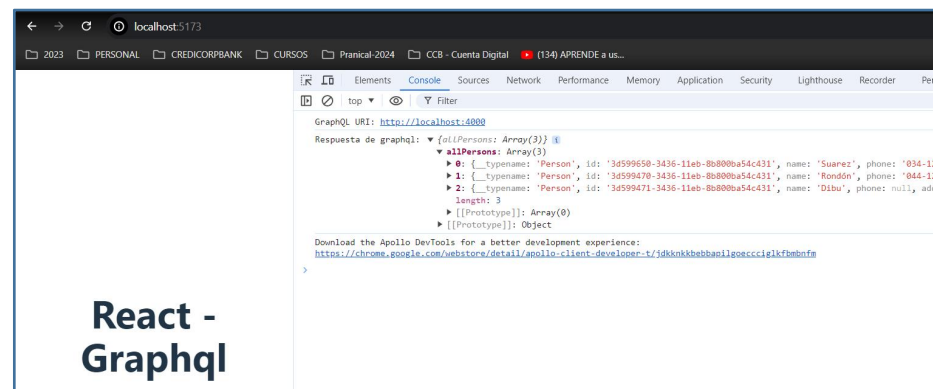 localhost:5173
2023 PERSONAL CREDICORPBANK CURSOS Pranical-2024 CCB - Cuenta Digital (134) APRENDE a us...
Elements Console Sources Network Performance Memory Application Security Lighthouse Recorder Per
top Filter
GraphQL URI: http://localhost:4000
Respuesta de graphql: {allPersons: Array(3)} i
allPersons: Array(3)
0: {__typename: 'Person', id: '3d599650-3436-11eb-8b800ba54c431', name: 'Suarez', phone: '034-12
1: {__typename: 'Person', id: '3d599470-3436-11eb-8b800ba54c431', name: 'Rondón', phone: '044-12
2: {__typename: 'Person', id: '3d599471-3436-11eb-8b800ba54c431', name: 'Dibu', phone: null, add
length: 3
[[Prototype]]: Array(0)
[[Prototype]]: Object
Download the Apollo DevTools for a better development experience:
https://chrome.google.com/webstore/detail/apollo-client-developer-t/jdkknkkbebbapilgoeccciglkfbmbnfm
React -
Graphql